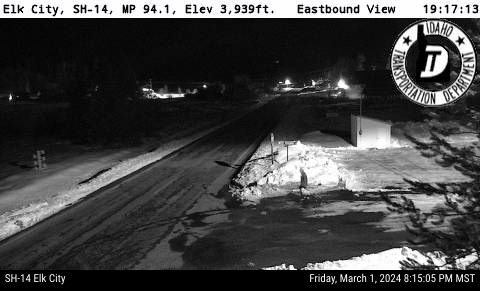 Elk City, SH-14, MP 94.1, Elev 3,939ft. Eastbound View 19:17:13
IDAHO
TRANSPORTATION DEPARTMENT
SH-14 Elk City Friday, March 1, 2024 8:15:05 PM MST